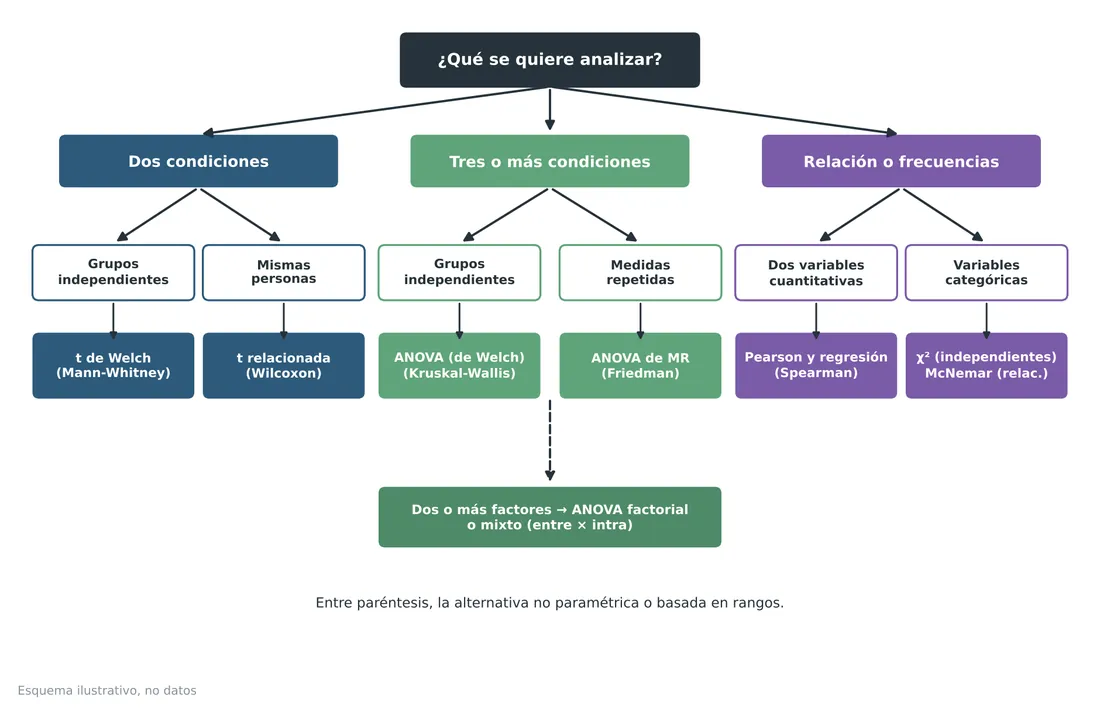 ¿Qué se quiere analizar?
Dos condiciones
Tres o más condiciones
Relación o frecuencias
Grupos
independientes
Mismas
personas
Grupos
independientes
Medidas
repetidas
Dos variables
cuantitativas
Variables
categóricas
t de Welch
(Mann-Whitney)
t relacionada
(Wilcoxon)
ANOVA (de Welch)
(Kruskal-Wallis)
ANOVA de MR
(Friedman)
Pearson y regresión
(Spearman)
χ² (independientes)
McNemar (relac.)
Dos o más factores → ANOVA factorial
o mixto (entre × intra)
Entre paréntesis, la alternativa no paramétrica o basada en rangos.
Esquema ilustrativo, no datos